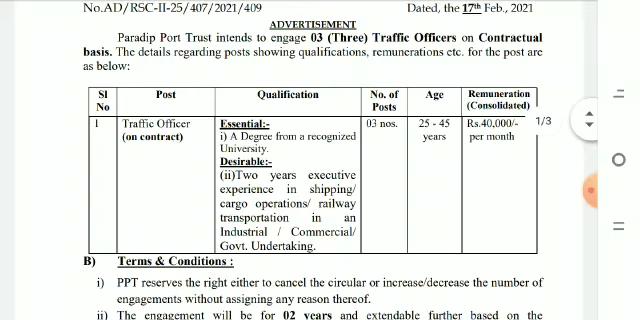 No.AD/RSC-II-25/407/2021/409 Dated, the 17th Feb., 2021
ADVERTISEMENT
Paradip Port Trust intends to engage 03 (Three) Traffic Officers on Contractual
basis. The details regarding posts showing qualifications, remunerations etc. for the post are
as below:
Sl No Post Qualification No. of Posts Age Remuneration (Consolidated)
1 Traffic Officer (on contract) Essential:- 03 nos. 25 - 45 years Rs.40,000/- per month
i) A Degree from a recognized
University.
Desirable:-
(ii)Two years executive
experience in shipping/
cargo operations/ railway
transportation in an
Industrial / Commercial/
Govt. Undertaking.
1/3
B) Terms & Conditions :
i) PPT reserves the right either to cancel the circular or increase/decrease the number of
engagements without assigning any reason thereof.
ii) The engagement will be for 02 years and extendable further based on the